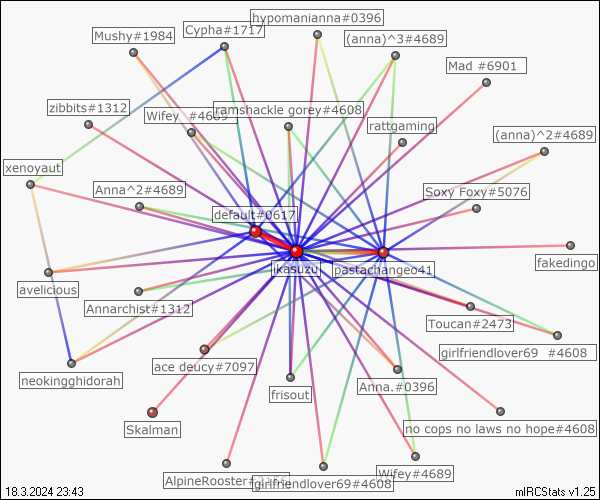 hypomanianna#0396
Mushy#1984
Cypha#1717
(anna)^3#4689
Mad #6901
zibbits#1312
Wifey #4689
ramshackle gorey#4608
rattgaming
(anna)^2#4689
xenoyaut
Anna^2#4689
Soxy Foxy#5076
default#0617
jkasuzuj
pastachangeo41
fakedingo
avelicious
Annarchist#1312
Toucan#2473
girlfriendlover69 #4608
neokingghidorah
ace deucy#7097
frisout
Anna.#0396
Skalman
no cops no laws no hope#4608
AlpineRooster
girlfriendlover69#4608
Wifey#4689
18.3.2024 23:43
mIRCStats v1.25